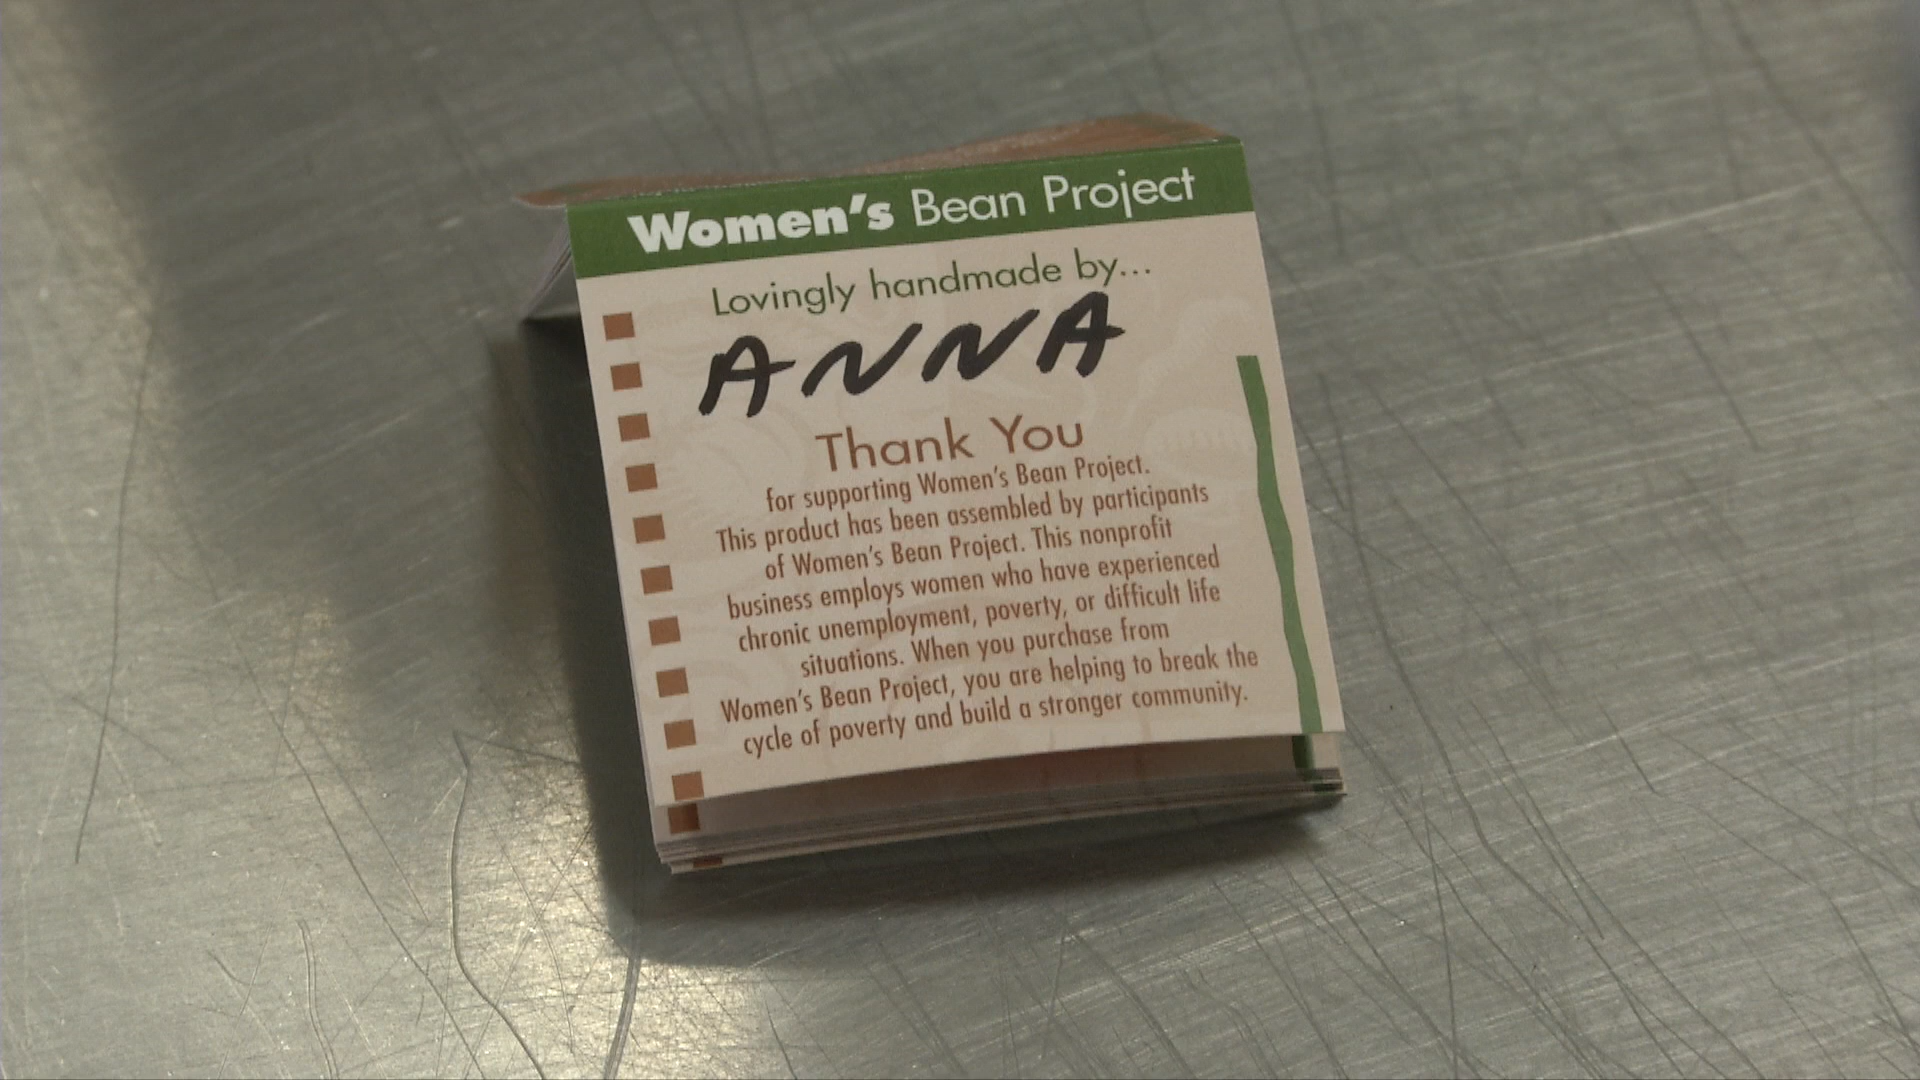 Women's Bean Project
Lovingly handmade by...
ANNA
Thank You
for supporting Women's Bean Project.
This product has been assembled by participants
of Women's Bean Project. This nonprofit
business employs women who have experienced
chronic unemployment, poverty, or difficult life
situations. When you purchase from
Women's Bean Project, you are helping to break the
cycle of poverty and build a stronger community.